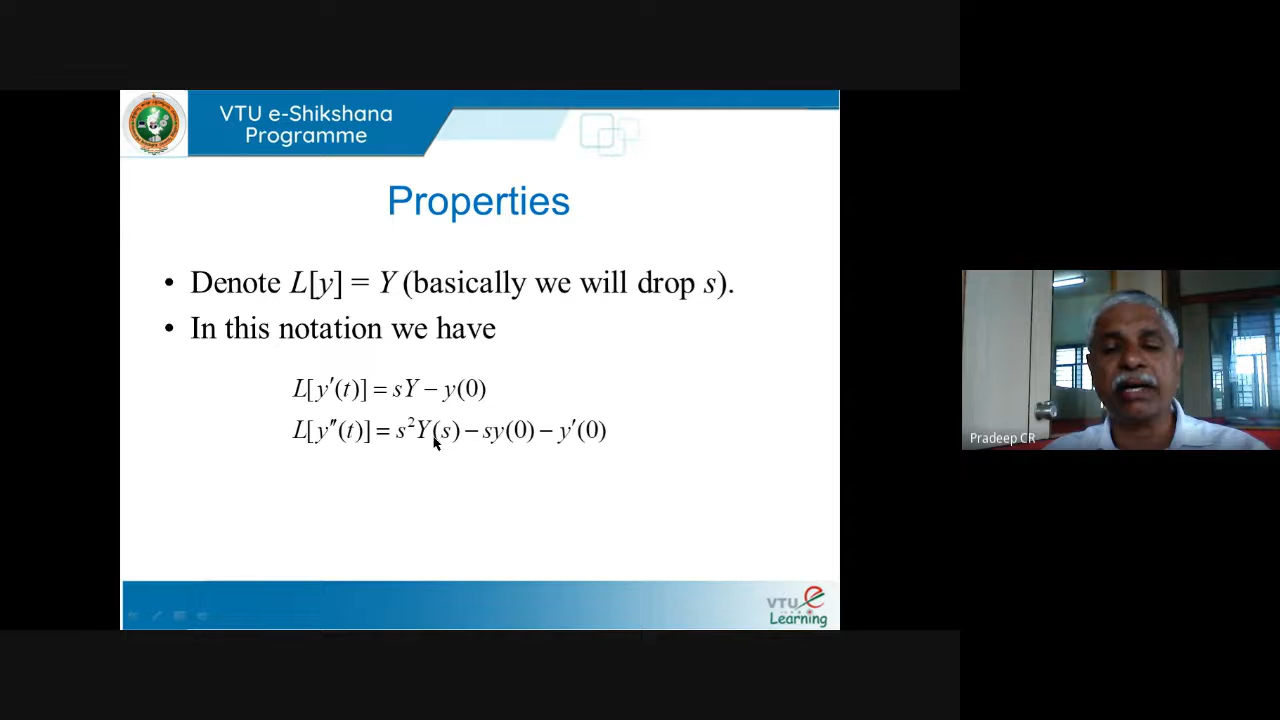 VTU e-Shikshana
Programme
Properties
• Denote L[y] = Y (basically we will drop s).
• In this notation we have
L[y′(t)] = sY − y(0)
L[y″(t)] = s²Y(s) − sy(0) − y′(0)
Pradeep CR
VTU e
Learning